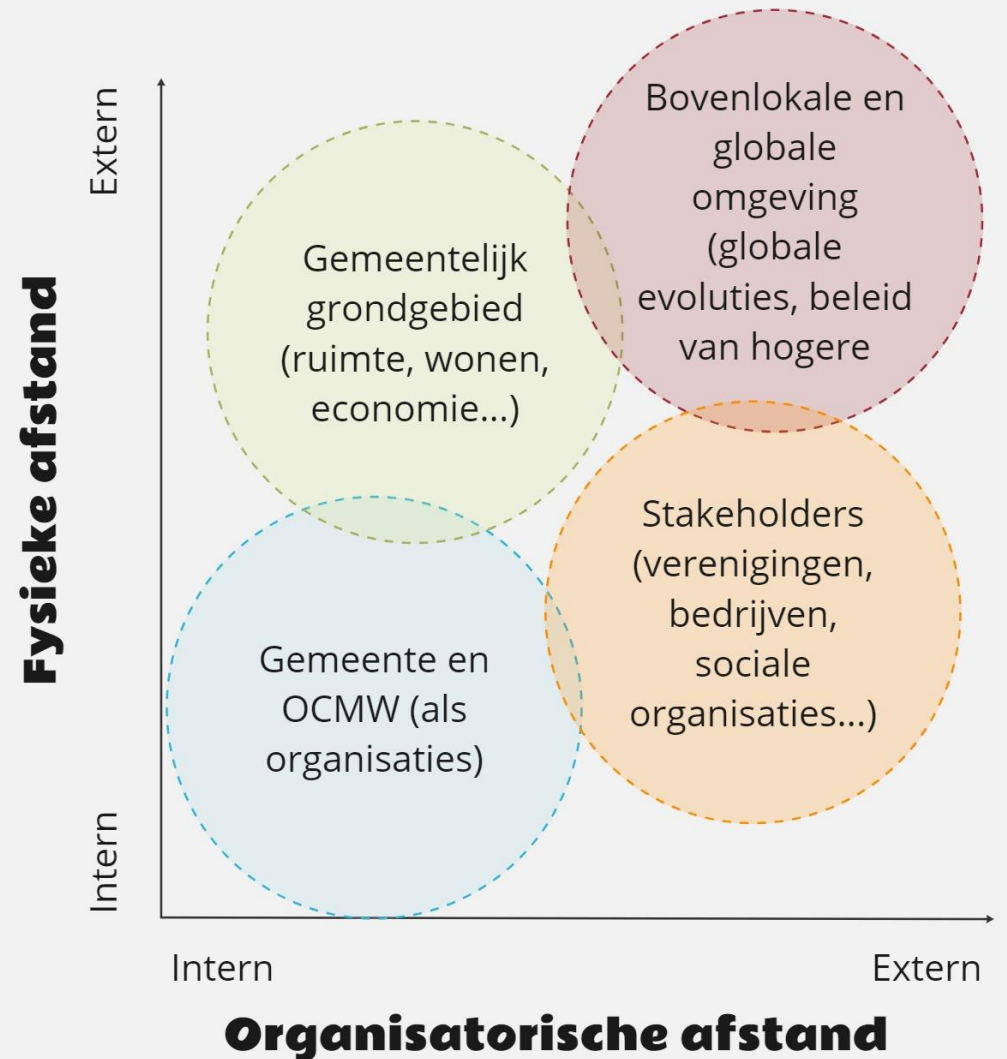 Extern
Fysieke afstand
Intern
Bovenlokale en
globale
omgeving
(globale
evoluties, beleid
van hogere
Gemeentelijk
grondgebied
(ruimte, wonen,
economie...)
Stakeholders
(verenigingen,
bedrijven,
sociale
organisaties...)
Gemeente en
OCMW (als
organisaties)
Intern
Extern
Organisatorische afstand